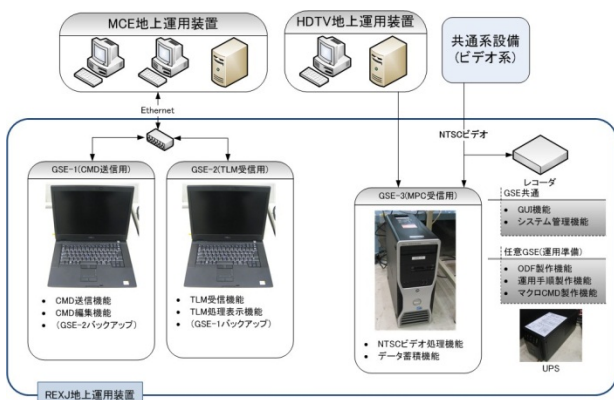 MCE地上運用装置
HDTV地上運用装置
共通系設備
(ビデオ系)
Ethernet
NTSCビデオ
レコーダ
GSE-1(CMD送信用)
GSE-2(TLM受信用)
GSE-3(MPC受信用)
GSE共通
• GUI機能
• システム管理機能
任意GSE(運用準備)
• ODF製作機能
• 運用手順製作機能
• マクロCMD製作機能
• CMD送信機能
• CMD編集機能
• (GSE-2バックアップ)
• TLM受信機能
• TLM処理表示機能
• (GSE-1バックアップ)
• NTSCビデオ処理機能
• データ蓄積機能
UPS
REXJ地上運用装置